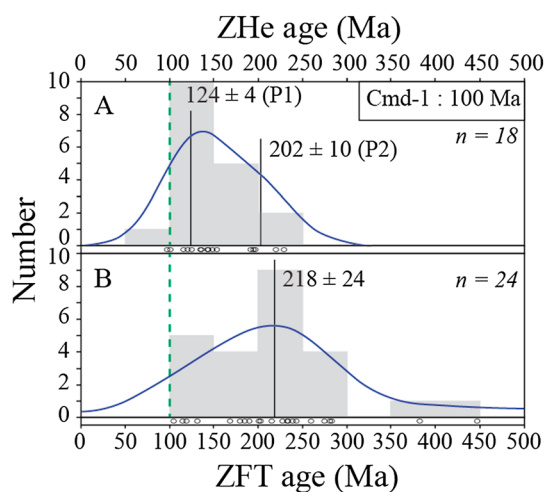 ZHe age (Ma)
0 50 100 150 200 250 300 350 400 450 500
10
8
6
4
2
0
A
124 ± 4 (P1)
202 ± 10 (P2)
Cmd-1 : 100 Ma
n = 18
Number
10
8
6
4
2
0
B
218 ± 24
n = 24
0 50 100 150 200 250 300 350 400 450 500
ZFT age (Ma)